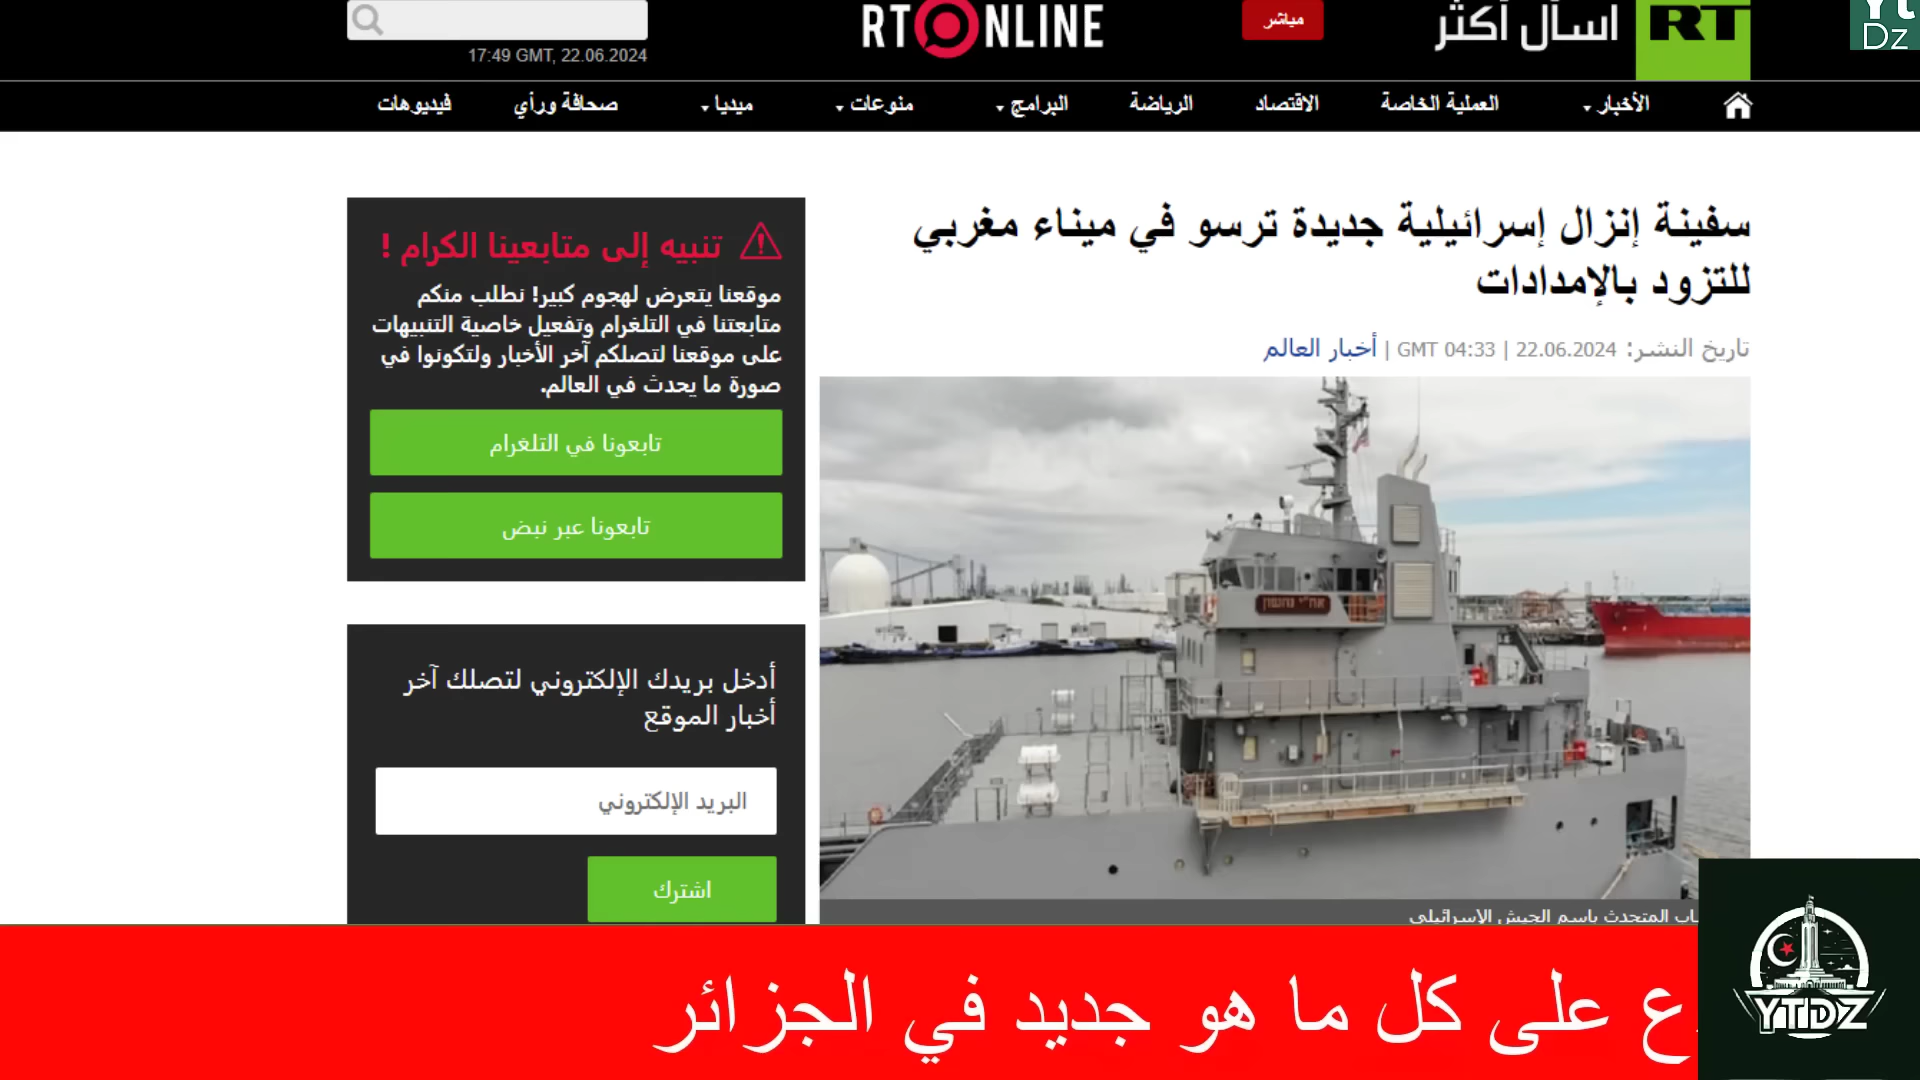 17:49 GMT, 22.06.2024
RT ONLINE
مباشر
اسأل أكثر
RT
Yt
Dz
الأخبار
العملية الخاصة
الاقتصاد
الرياضة
البرامج
منوعات
ميديا
صحافة ورأي
فيديوهات
سفينة إنزال إسرائيلية جديدة ترسو في ميناء مغربي
للتزود بالإمدادات
تاريخ النشر: 22.06.2024 | 04:33 GMT | أخبار العالم
تنبيه إلى متابعينا الكرام !
موقعنا يتعرض لهجوم كبير! نطلب منكم
متابعتنا في التلغرام وتفعيل خاصية التنبيهات
على موقعنا لتصلكم آخر الأخبار ولتكونوا في
صورة ما يحدث في العالم.
تابعونا في التلغرام
تابعونا عبر نبض
أدخل بريدك الإلكتروني لتصلك آخر
أخبار الموقع
البريد الإلكتروني
اشترك
אח"י נחשון
المتحدث باسم الجيش الإسرائيلي
على كل ما هو جديد في الجزائر
YTDZ